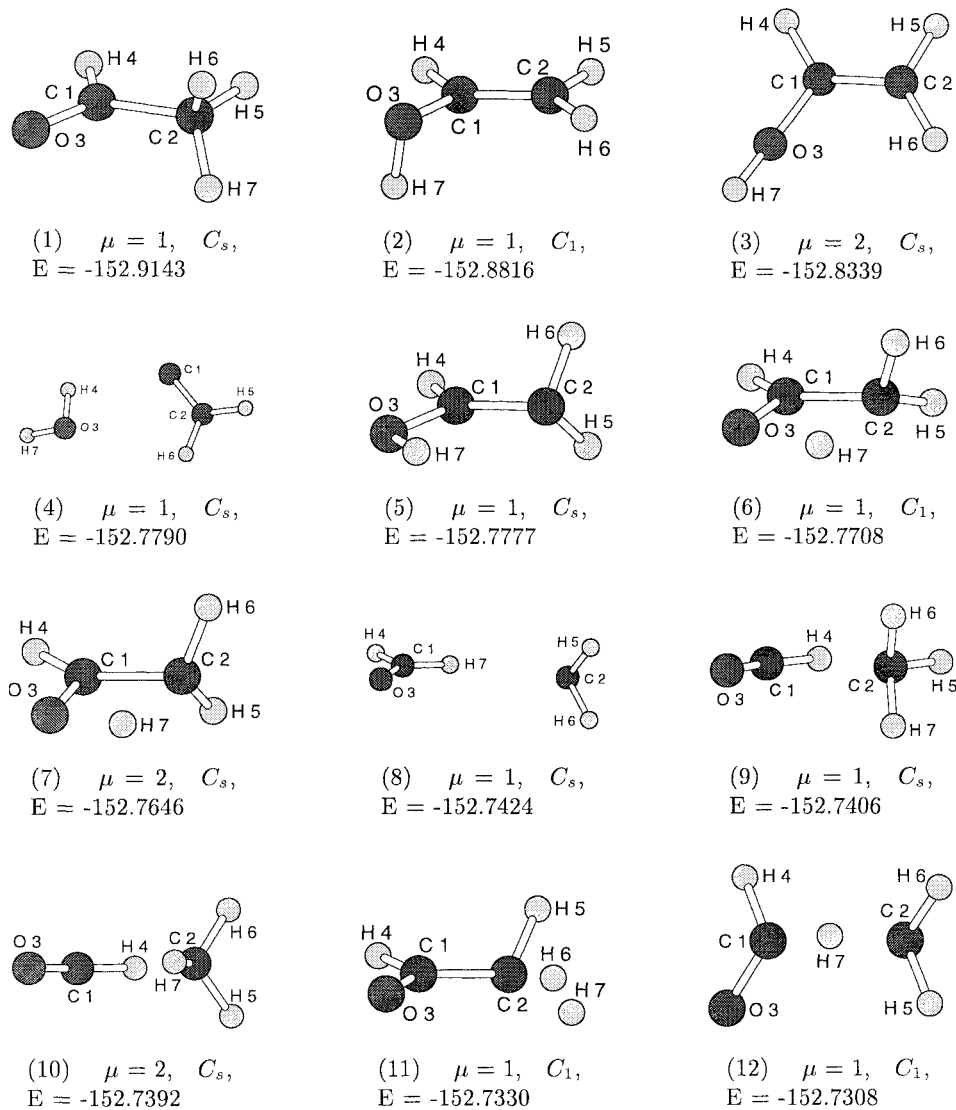 H4
H6
C1
H5
O3
C2
H7
(1) μ = 1, Cs,
E = -152.9143
H4
H5
C2
O3
C1
H6
H7
(2) μ = 1, C1,
E = -152.8816
H4
H5
C1
C2
H6
O3
H7
(3) μ = 2, Cs,
E = -152.8339
C1
H4
H5
C2
O3
H7
H6
(4) μ = 1, Cs,
E = -152.7790
H6
H4
C1
C2
O3
H5
H7
(5) μ = 1, Cs,
E = -152.7777
H6
H4
C1
O3
C2
H5
H7
(6) μ = 1, C1,
E = -152.7708
H6
H4
C1
C2
O3
H5
H7
(7) μ = 2, Cs,
E = -152.7646
C1
H5
H4
H7
C2
O3
H6
(8) μ = 1, Cs,
E = -152.7424
H6
H4
O3
C1
C2
H5
H7
(9) μ = 1, Cs,
E = -152.7406
O3
H4
C2
H6
C1
H7
H5
(10) μ = 2, Cs,
E = -152.7392
H5
H4
C1
H6
H7
C2
O3
(11) μ = 1, C1,
E = -152.7330
H4
H6
C2
C1
H7
O3
H5
(12) μ = 1, C1,
E = -152.7308